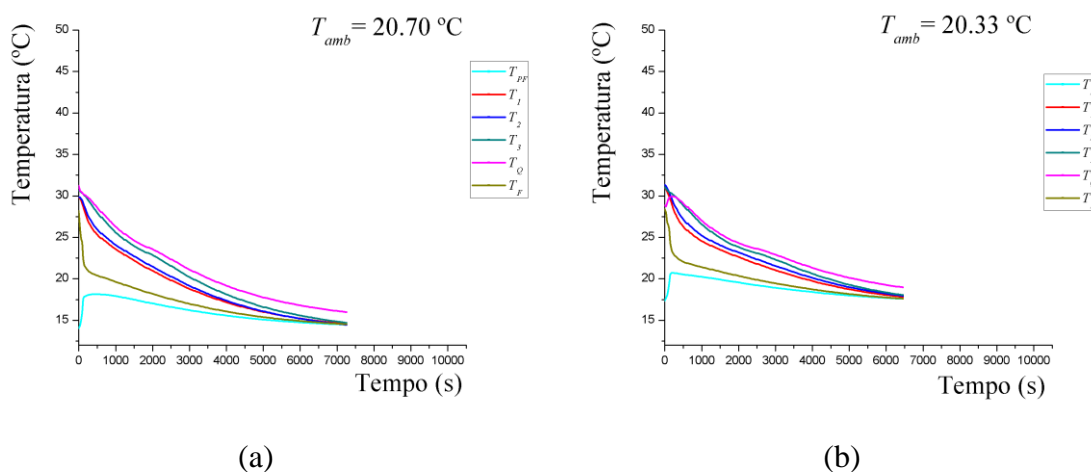 T_amb = 20.70 ºC
Temperatura (ºC)
50
45
40
35
30
25
20
15
0 1000 2000 3000 4000 5000 6000 7000 8000 9000 10000
Tempo (s)
T_PF
T_1
T_2
T_3
T_Q
T_F
(a)
T_amb = 20.33 ºC
Temperatura (ºC)
50
45
40
35
30
25
20
15
0 1000 2000 3000 4000 5000 6000 7000 8000 9000 10000
Tempo (s)
T
T
T
T
T
T
(b)